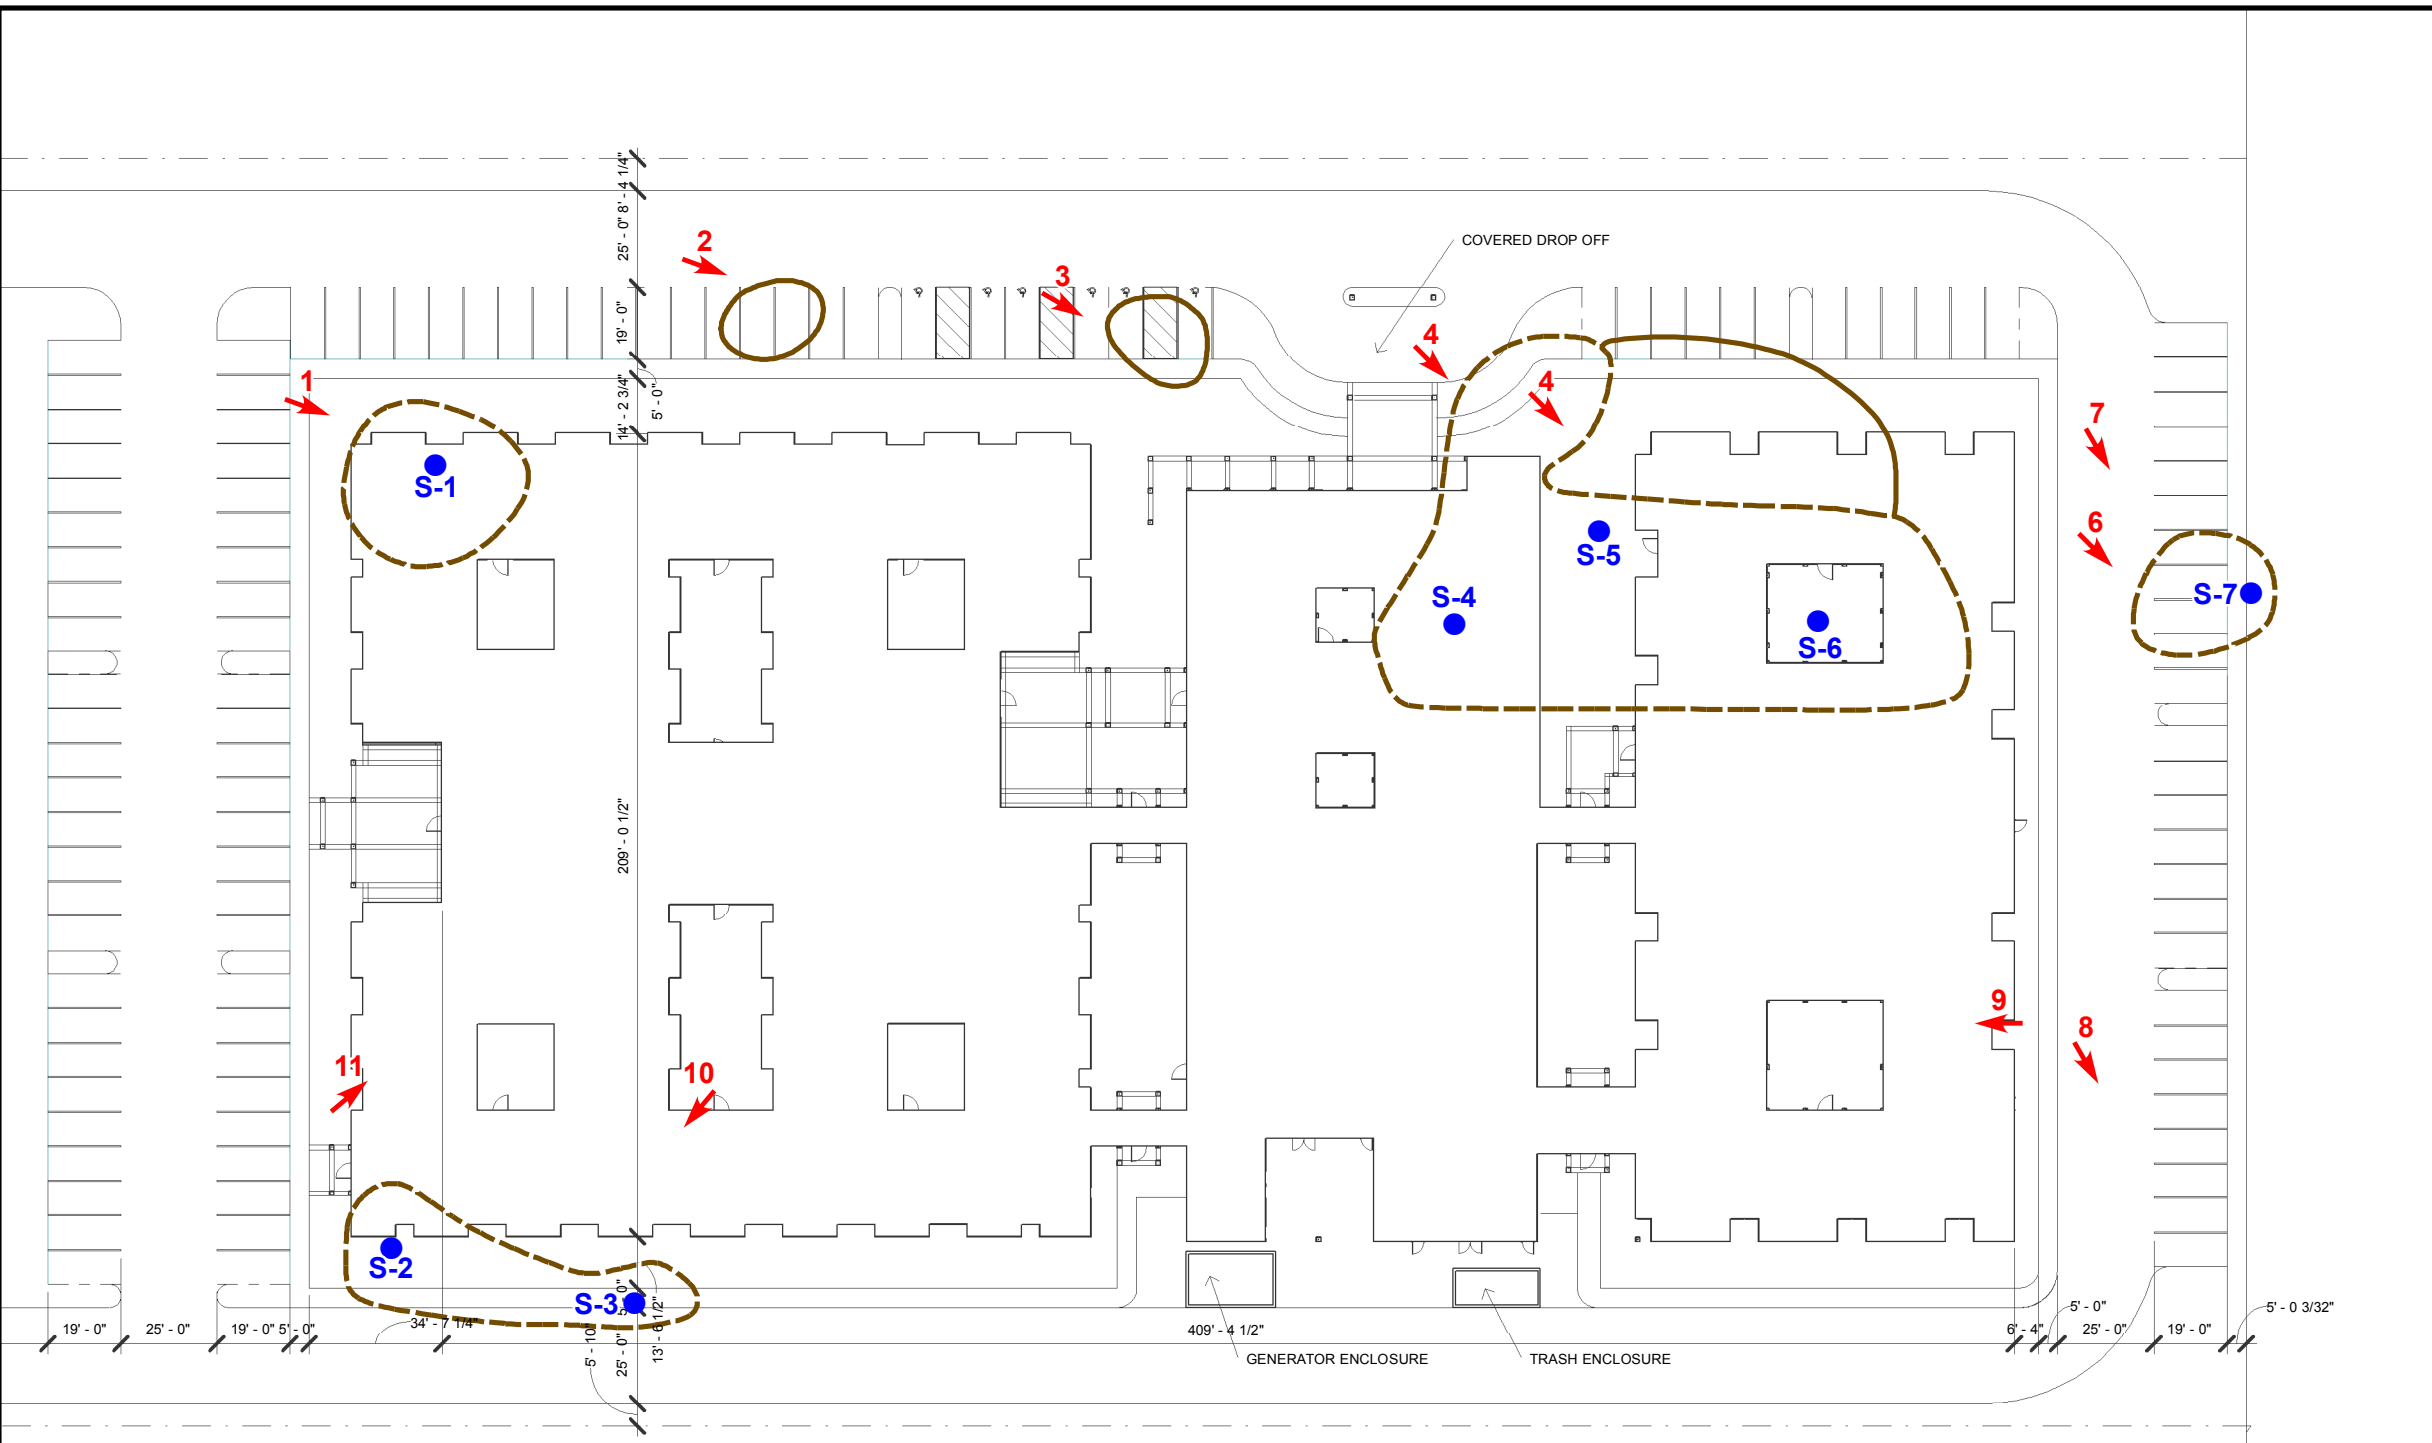 8' - 4 1/4"
25' - 0"
2
COVERED DROP OFF
3
19' - 0"
4
1
4
14' - 2 3/4"
5' - 0"
7
S-1
6
S-5
S-7
S-4
S-6
209' - 0 1/2"
9
8
11
10
S-2
S-3
5' - 0"
5' - 10"
25' - 0"
13' - 6 1/2"
19' - 0"
25' - 0"
19' - 0"
5' - 0"
34' - 7 1/4"
409' - 4 1/2"
6' - 4"
5' - 0"
25' - 0"
19' - 0"
5' - 0 3/32"
GENERATOR ENCLOSURE
TRASH ENCLOSURE